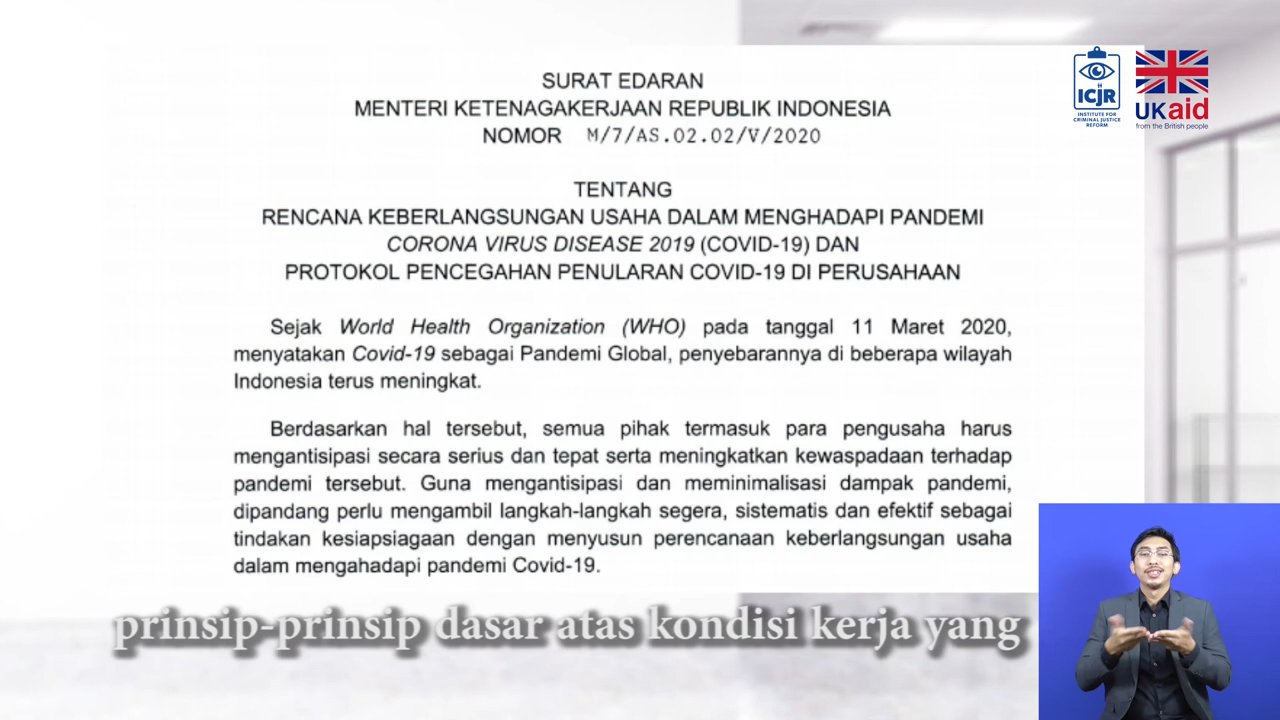 SURAT EDARAN
MENTERI KETENAGAKERJAAN REPUBLIK INDONESIA
NOMOR M/7/AS.02.02/V/2020
TENTANG
RENCANA KEBERLANGSUNGAN USAHA DALAM MENGHADAPI PANDEMI
CORONA VIRUS DISEASE 2019 (COVID-19) DAN
PROTOKOL PENCEGAHAN PENULARAN COVID-19 DI PERUSAHAAN
Sejak World Health Organization (WHO) pada tanggal 11 Maret 2020,
menyatakan Covid-19 sebagai Pandemi Global, penyebarannya di beberapa wilayah
Indonesia terus meningkat.
Berdasarkan hal tersebut, semua pihak termasuk para pengusaha harus
mengantisipasi secara serius dan tepat serta meningkatkan kewaspadaan terhadap
pandemi tersebut. Guna mengantisipasi dan meminimalisasi dampak pandemi,
dipandang perlu mengambil langkah-langkah segera, sistematis dan efektif sebagai
tindakan kesiapsiagaan dengan menyusun perencanaan keberlangsungan usaha
dalam mengahadapi pandemi Covid-19.
prinsip-prinsip dasar atas kondisi kerja yang
ICJR
INSTITUTE FOR
CRIMINAL JUSTICE
REFORM
UKaid
from the British people